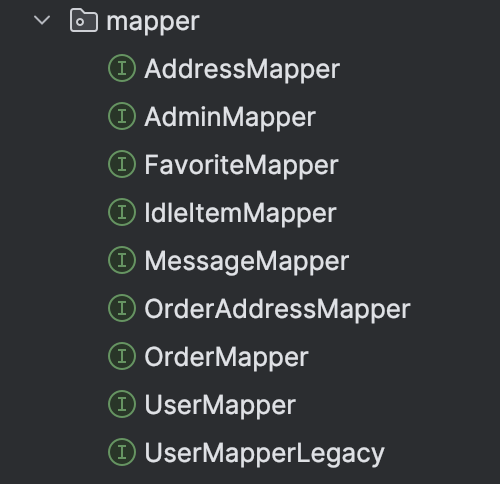 mapper
AddressMapper
AdminMapper
FavoriteMapper
IdleItemMapper
MessageMapper
OrderAddressMapper
OrderMapper
UserMapper
UserMapperLegacy